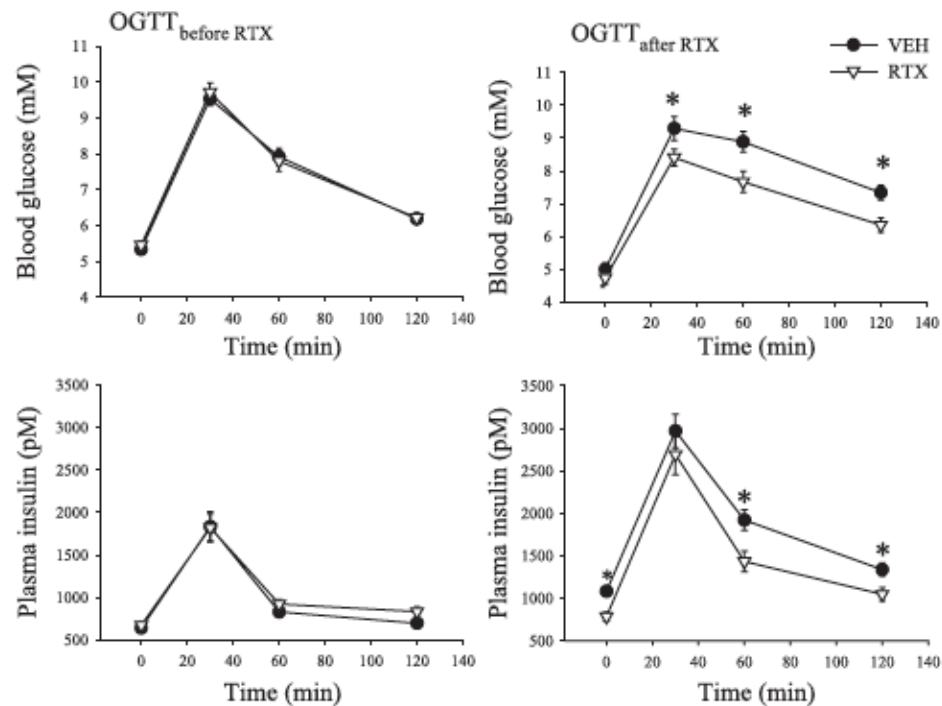 OGTT before RTX
11
10
9
8
7
6
5
4
Blood glucose (mM)
0 20 40 60 80 100 120 140
Time (min)
OGTT after RTX
VEH
RTX
11
10
9
8
7
6
5
4
Blood glucose (mM)
* * *
0 20 40 60 80 100 120 140
Time (min)
3500
3000
2500
2000
1500
1000
500
Plasma insulin (pM)
0 20 40 60 80 100 120 140
Time (min)
3500
3000
2500
2000
1500
1000
500
Plasma insulin (pM)
* * *
0 20 40 60 80 100 120 140
Time (min)